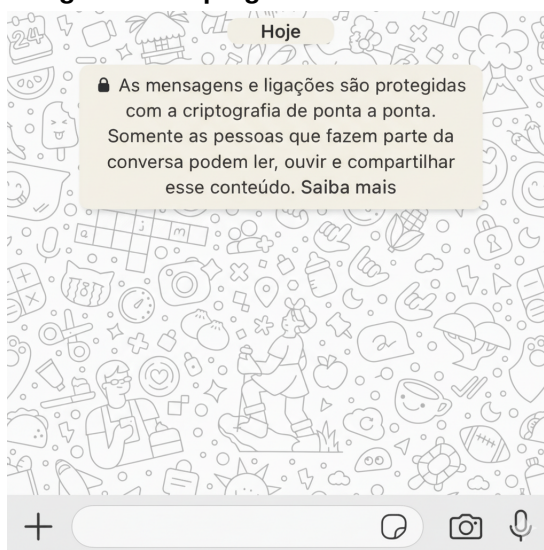 Hoje
As mensagens e ligações são protegidas
com a criptografia de ponta a ponta.
Somente as pessoas que fazem parte da
conversa podem ler, ouvir e compartilhar
esse conteúdo. Saiba mais